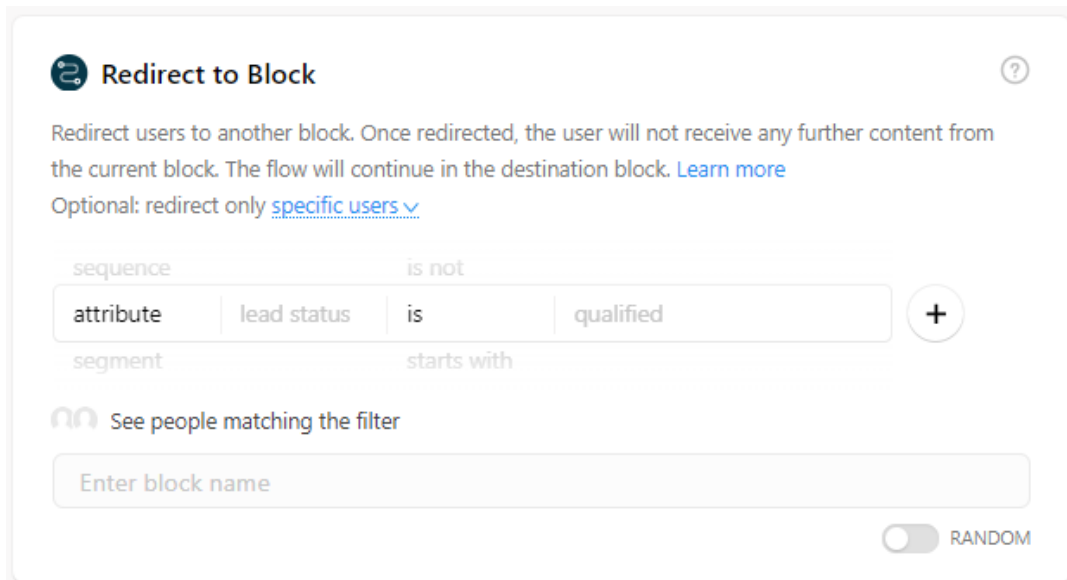 Redirect to Block
?
Redirect users to another block. Once redirected, the user will not receive any further content from
the current block. The flow will continue in the destination block. Learn more
Optional: redirect only specific users
sequence is not
attribute lead status is qualified +
segment starts with
See people matching the filter
Enter block name
RANDOM